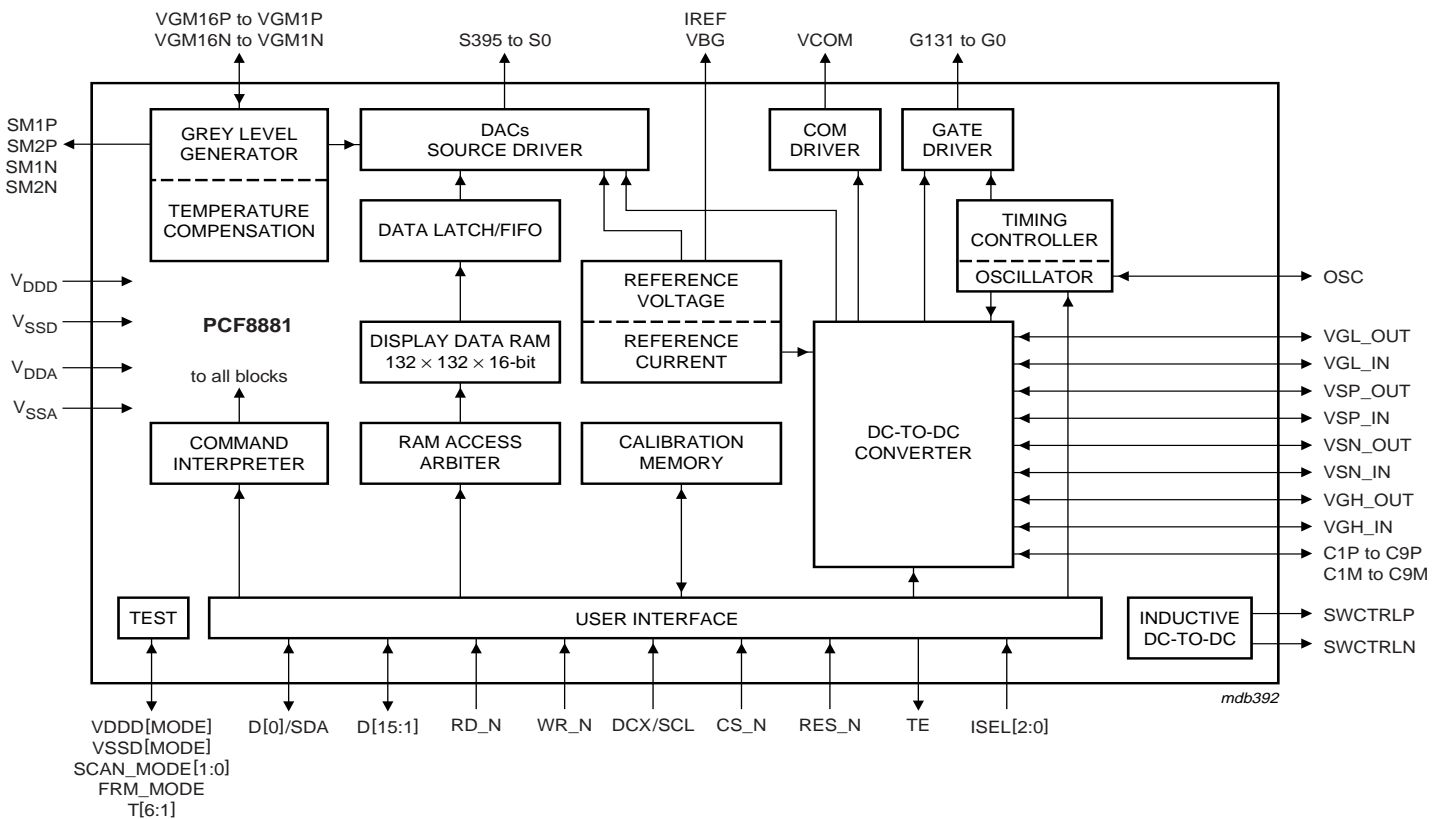 VGM16P to VGM1P
VGM16N to VGM1N
S395 to S0
IREF
VBG
VCOM
G131 to G0
SM1P
SM2P
SM1N
SM2N
GREY LEVEL
GENERATOR
TEMPERATURE
COMPENSATION
DACs
SOURCE DRIVER
COM
DRIVER
GATE
DRIVER
DATA LATCH/FIFO
TIMING
CONTROLLER
OSCILLATOR
OSC
REFERENCE
VOLTAGE
REFERENCE
CURRENT
VDDD
VSSD
VDDA
VSSA
PCF8881
DISPLAY DATA RAM
132 × 132 × 16-bit
to all blocks
COMMAND
INTERPRETER
RAM ACCESS
ARBITER
CALIBRATION
MEMORY
DC-TO-DC
CONVERTER
VGL_OUT
VGL_IN
VSP_OUT
VSP_IN
VSN_OUT
VSN_IN
VGH_OUT
VGH_IN
C1P to C9P
C1M to C9M
TEST
USER INTERFACE
INDUCTIVE
DC-TO-DC
SWCTRLP
SWCTRLN
mdb392
VDDD[MODE]
VSSD[MODE]
SCAN_MODE[1:0]
FRM_MODE
T[6:1]
D[0]/SDA
D[15:1]
RD_N
WR_N
DCX/SCL
CS_N
RES_N
TE
ISEL[2:0]